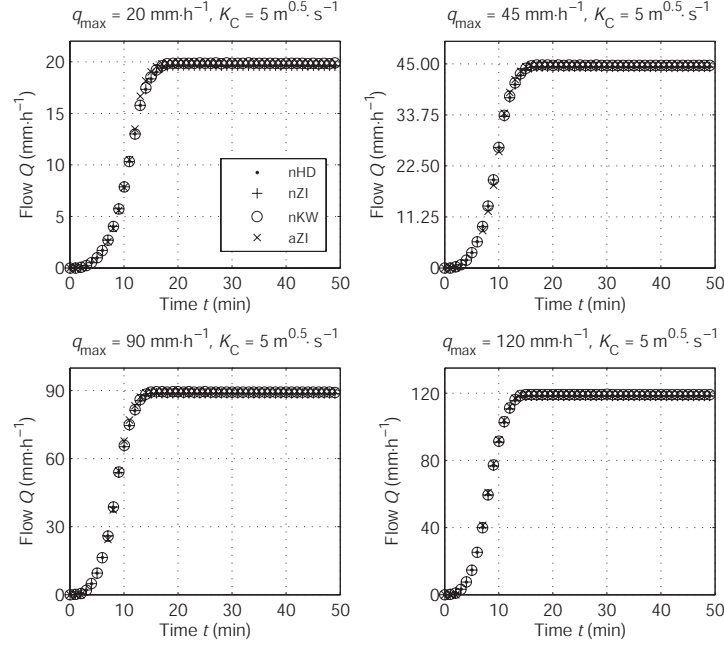 q_max = 20 mm·h⁻¹, K_C = 5 m^0.5·s⁻¹
20
15
10
5
0
Flow Q (mm·h⁻¹)
nHD
nZI
nKW
aZI
0 10 20 30 40 50
Time t (min)
q_max = 45 mm·h⁻¹, K_C = 5 m^0.5·s⁻¹
45.00
33.75
22.50
11.25
0
Flow Q (mm·h⁻¹)
0 10 20 30 40 50
Time t (min)
q_max = 90 mm·h⁻¹, K_C = 5 m^0.5·s⁻¹
90
60
30
0
Flow Q (mm·h⁻¹)
0 10 20 30 40 50
Time t (min)
q_max = 120 mm·h⁻¹, K_C = 5 m^0.5·s⁻¹
120
80
40
0
Flow Q (mm·h⁻¹)
0 10 20 30 40 50
Time t (min)